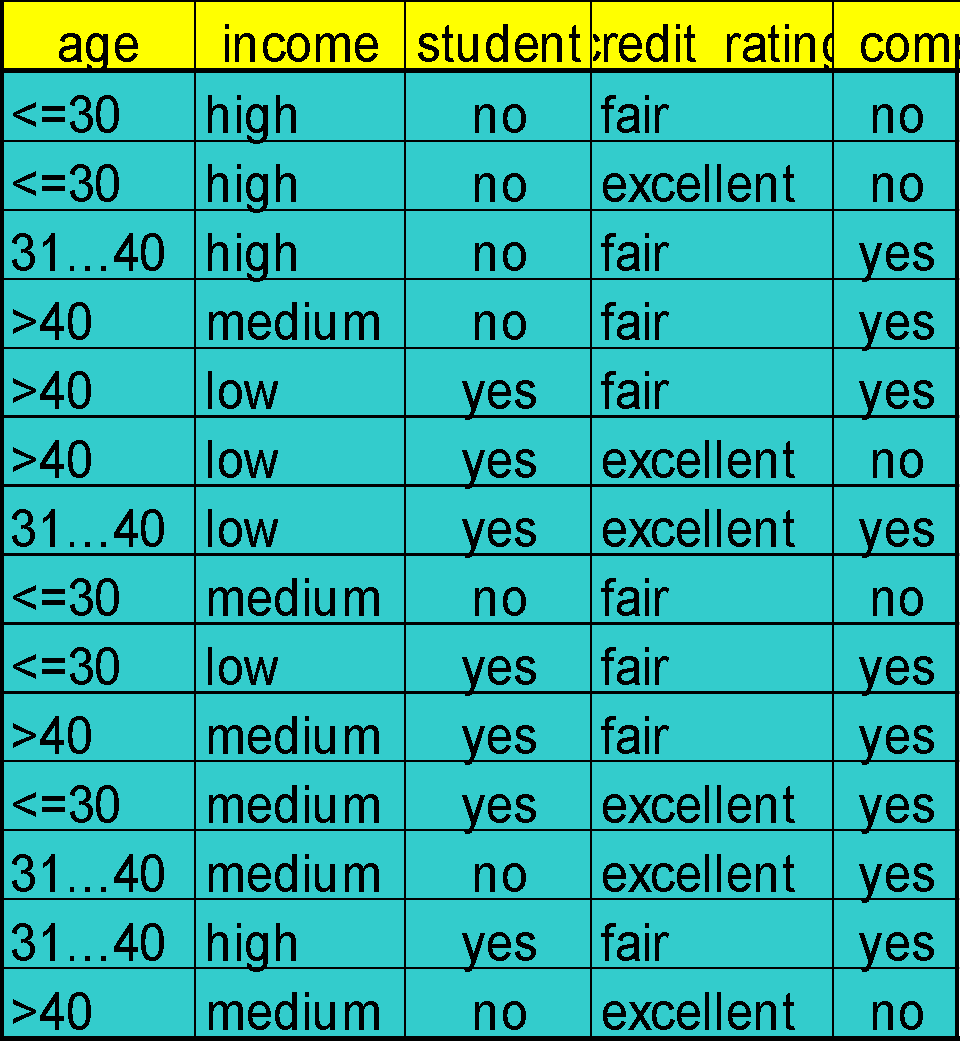 age income student credit rating comp
<=30 high no fair no
<=30 high no excellent no
31…40 high no fair yes
>40 medium no fair yes
>40 low yes fair yes
>40 low yes excellent no
31…40 low yes excellent yes
<=30 medium no fair no
<=30 low yes fair yes
>40 medium yes fair yes
<=30 medium yes excellent yes
31…40 medium no excellent yes
31…40 high yes fair yes
>40 medium no excellent no